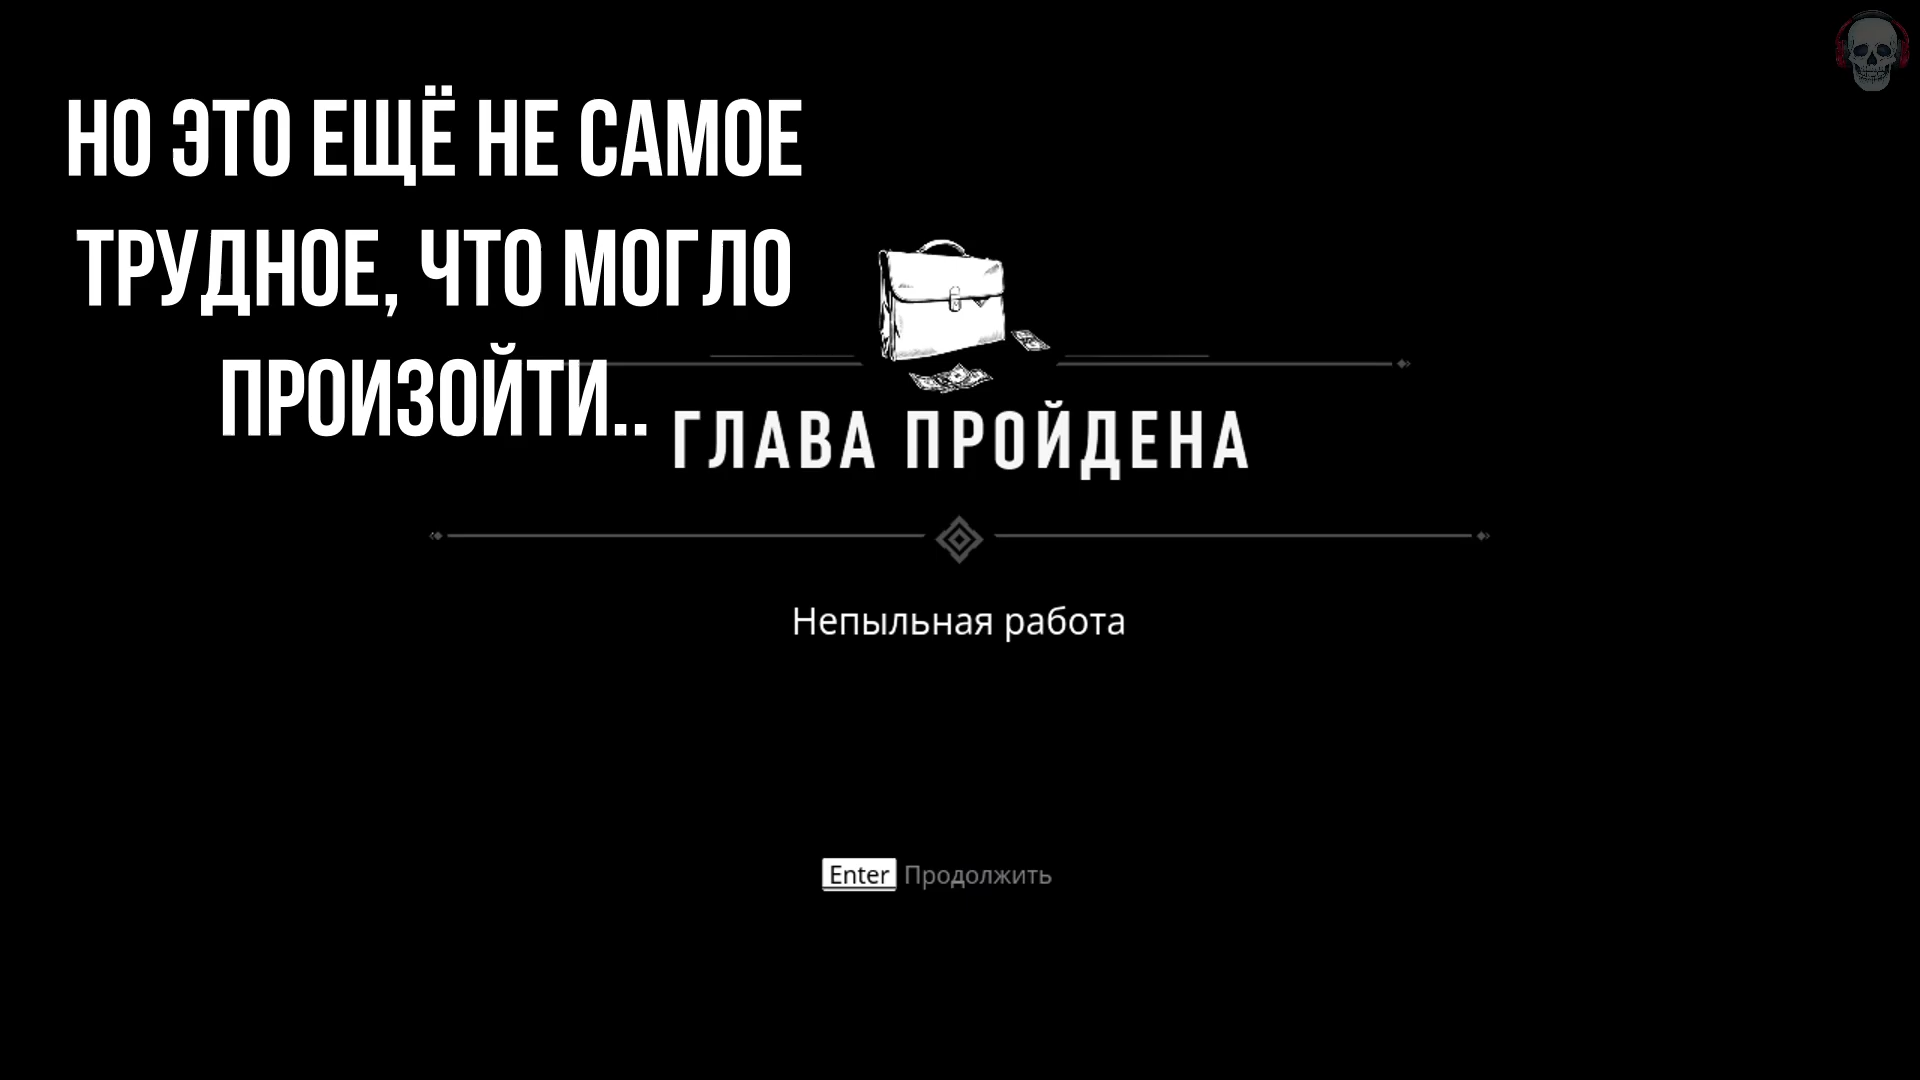 НО ЭТО ЕЩЁ НЕ САМОЕ
ТРУДНОЕ, ЧТО МОГЛО
ПРОИЗОЙТИ..
ГЛАВА ПРОЙДЕНА
Непыльная работа
Enter Продолжить